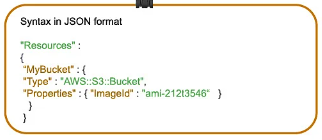 Syntax in JSON format
"Resources" :
{
"MyBucket" : {
"Type" : "AWS::S3::Bucket",
"Properties" : { "ImageId" : "ami-212t3546" }
}
}